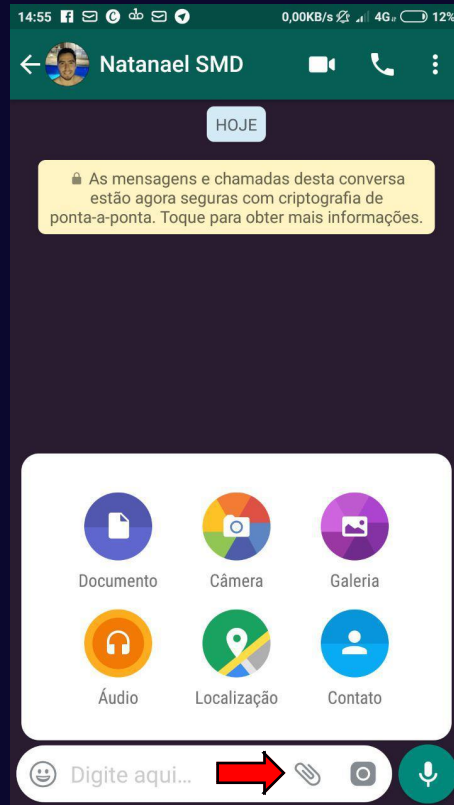 14:55 0,00KB/s 4G 12%
Natanael SMD
HOJE
As mensagens e chamadas desta conversa
estão agora seguras com criptografia de
ponta-a-ponta. Toque para obter mais informações.
Documento Câmera Galeria
Áudio Localização Contato
Digite aqui...